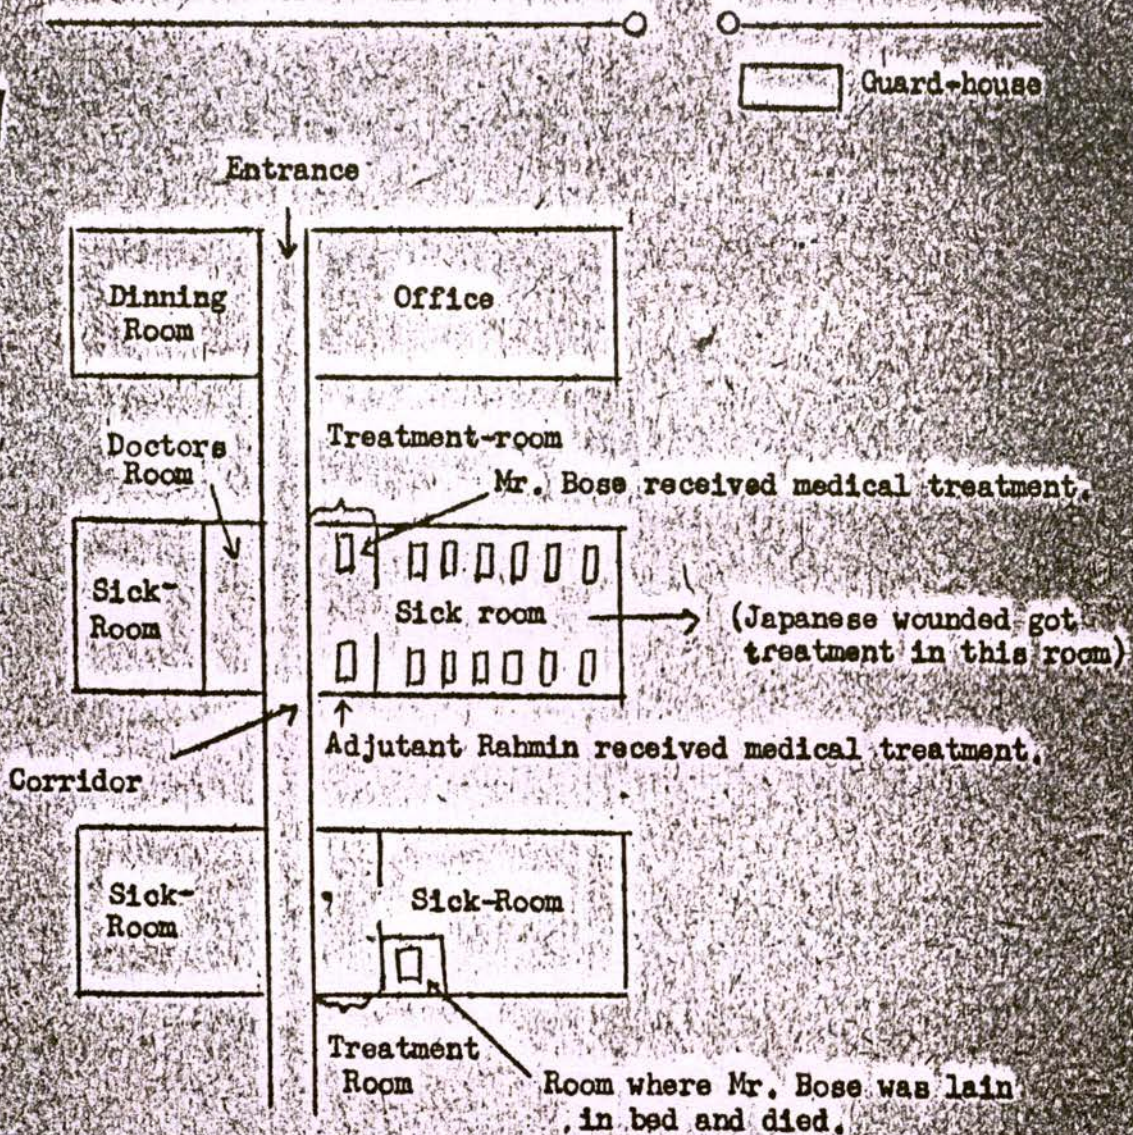 Guard-house
Entrance
Dinning
Room
Office
Doctors
Room
Treatment-room
Mr. Bose received medical treatment.
Sick-
Room
Sick room
(Japanese wounded got
treatment in this room)
Adjutant Rahmin received medical treatment.
Corridor
Sick-
Room
Sick-Room
Treatment
Room
Room where Mr. Bose was lain
in bed and died.